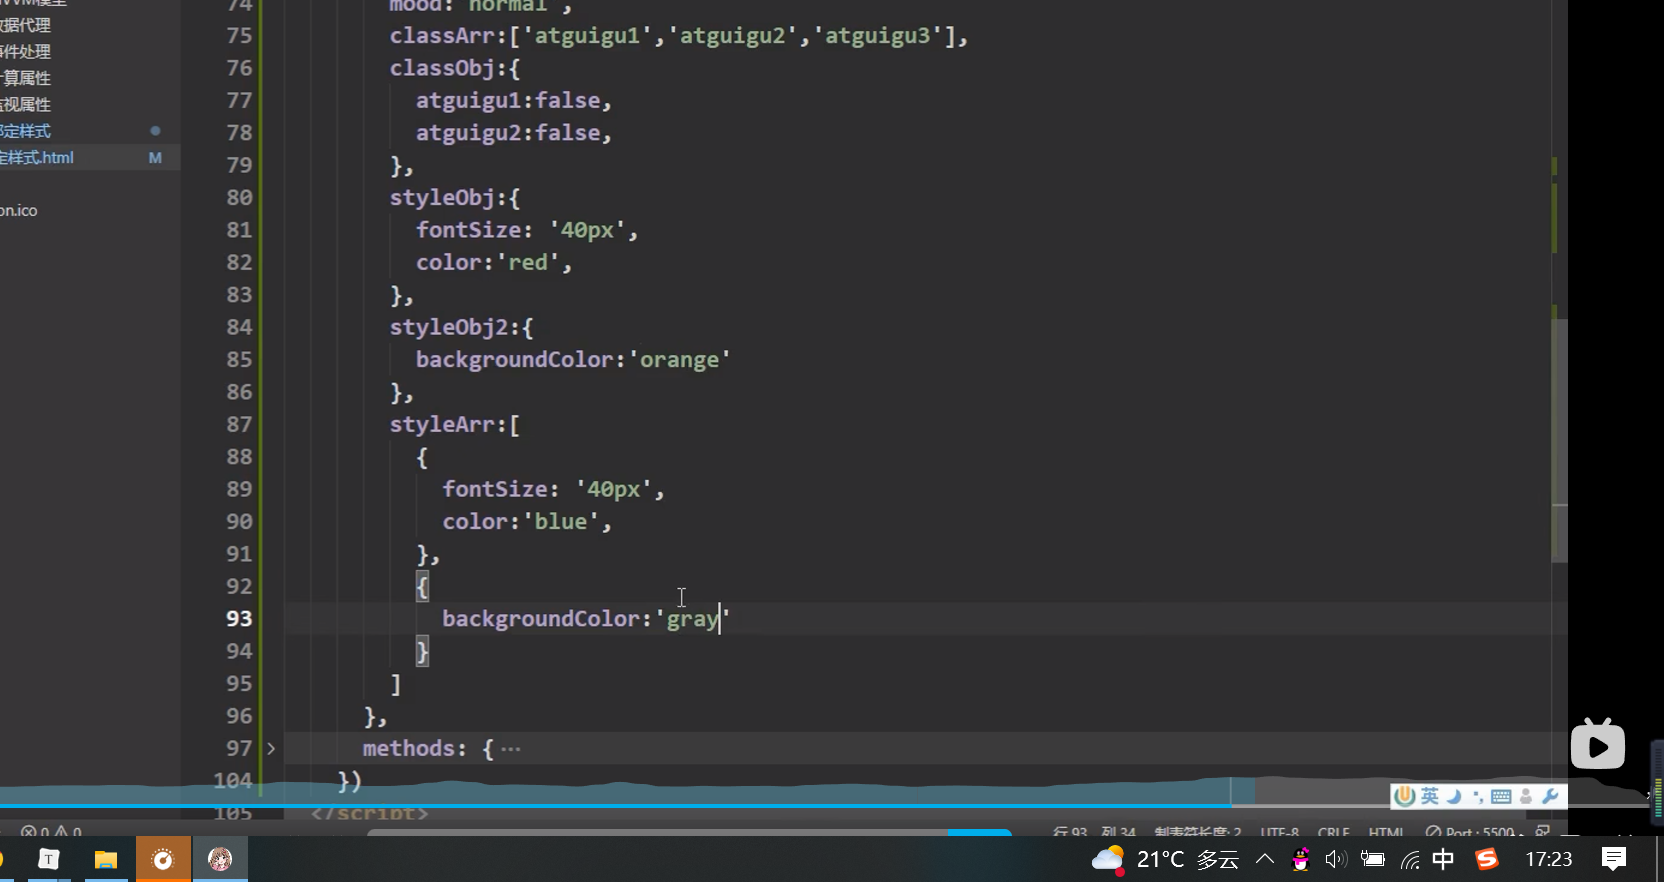 74 mood:'normal',
据代理
75 classArr:['atguigu1','atguigu2','atguigu3'],
事件处理
76 classObj:{
计算属性
77 atguigu1:false,
监视属性
78 atguigu2:false,
绑定样式
定样式.html M
79 },
80 styleObj:{
on.ico
81 fontSize: '40px',
82 color:'red',
83 },
84 styleObj2:{
85 backgroundColor:'orange'
86 },
87 styleArr:[
88 {
89 fontSize: '40px',
90 color:'blue',
91 },
92 {
93 backgroundColor:'gray'
94 }
95 ]
96 },
97 methods: { ···
104 })
英
105 </script>
0 0 行 93 列 34 制表符长度: 2 UTF-8 CRLF HTML Port : 5500
T 21°C 多云 中 S 17:23